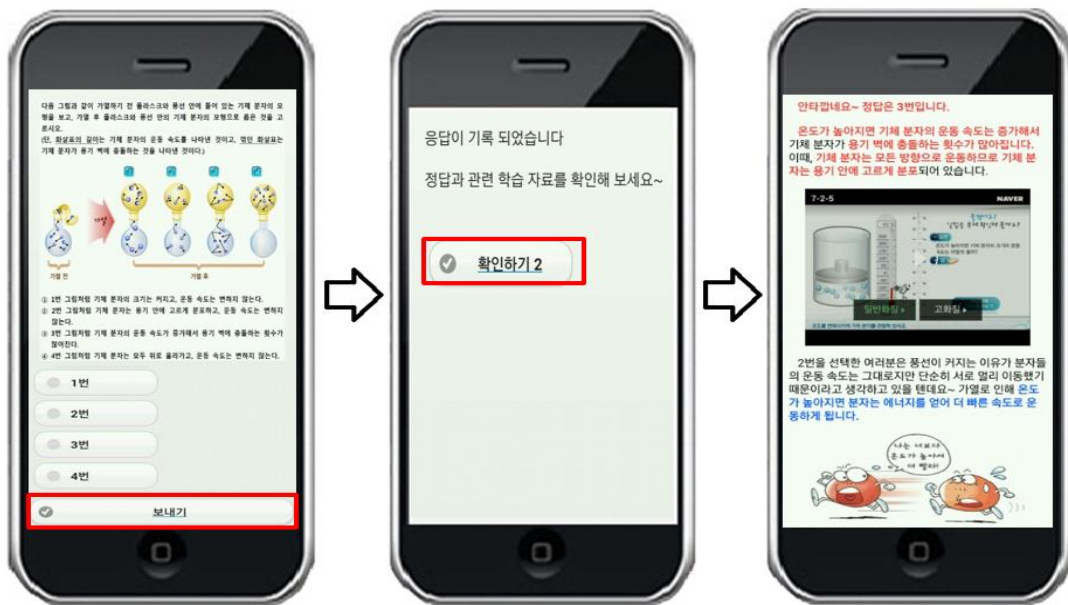 다음 그림과 같이 가열하기 전 플라스크와 풍선 안에 들어 있는 기체 분자의 모
형을 보고, 가열 후 플라스크와 풍선 안의 기체 분자의 모형으로 옳은 것을 고
르시오.
(단, 화살표의 길이는 기체 분자의 운동 속도를 나타낸 것이고, 꺾인 화살표는
기체 분자가 용기 벽에 충돌하는 것을 나타낸 것이다.)
가열
가열 전
가열 후
① 1번 그림처럼 기체 분자의 크기는 커지고, 운동 속도는 변하지 않는다.
② 2번 그림처럼 기체 분자는 용기 안에 고르게 분포하고, 운동 속도는 변하지
않는다.
③ 3번 그림처럼 기체 분자의 운동 속도가 증가해서 용기 벽에 충돌하는 횟수가
많아진다.
④ 4번 그림처럼 기체 분자는 모두 위로 올라가고, 운동 속도는 변하지 않는다.
1번
2번
3번
4번
보내기
응답이 기록 되었습니다
정답과 관련 학습 자료를 확인해 보세요~
확인하기 2
안타깝네요~ 정답은 3번입니다.
온도가 높아지면 기체 분자의 운동 속도는 증가해서
기체 분자가 용기 벽에 충돌하는 횟수가 많아집니다.
이때, 기체 분자는 모든 방향으로 운동하므로 기체 분
자는 용기 안에 고르게 분포되어 있습니다.
7-2-5
NAVER
일반화질
고화질
2번을 선택한 여러분은 풍선이 커지는 이유가 분자들
의 운동 속도는 그대로지만 단순히 서로 멀리 이동했기
때문이라고 생각하고 있을 텐데요~ 가열로 인해 온도
가 높아지면 분자는 에너지를 얻어 더 빠른 속도로 운
동하게 됩니다.
나는 너보다
온도가 높아서
더 빨라!